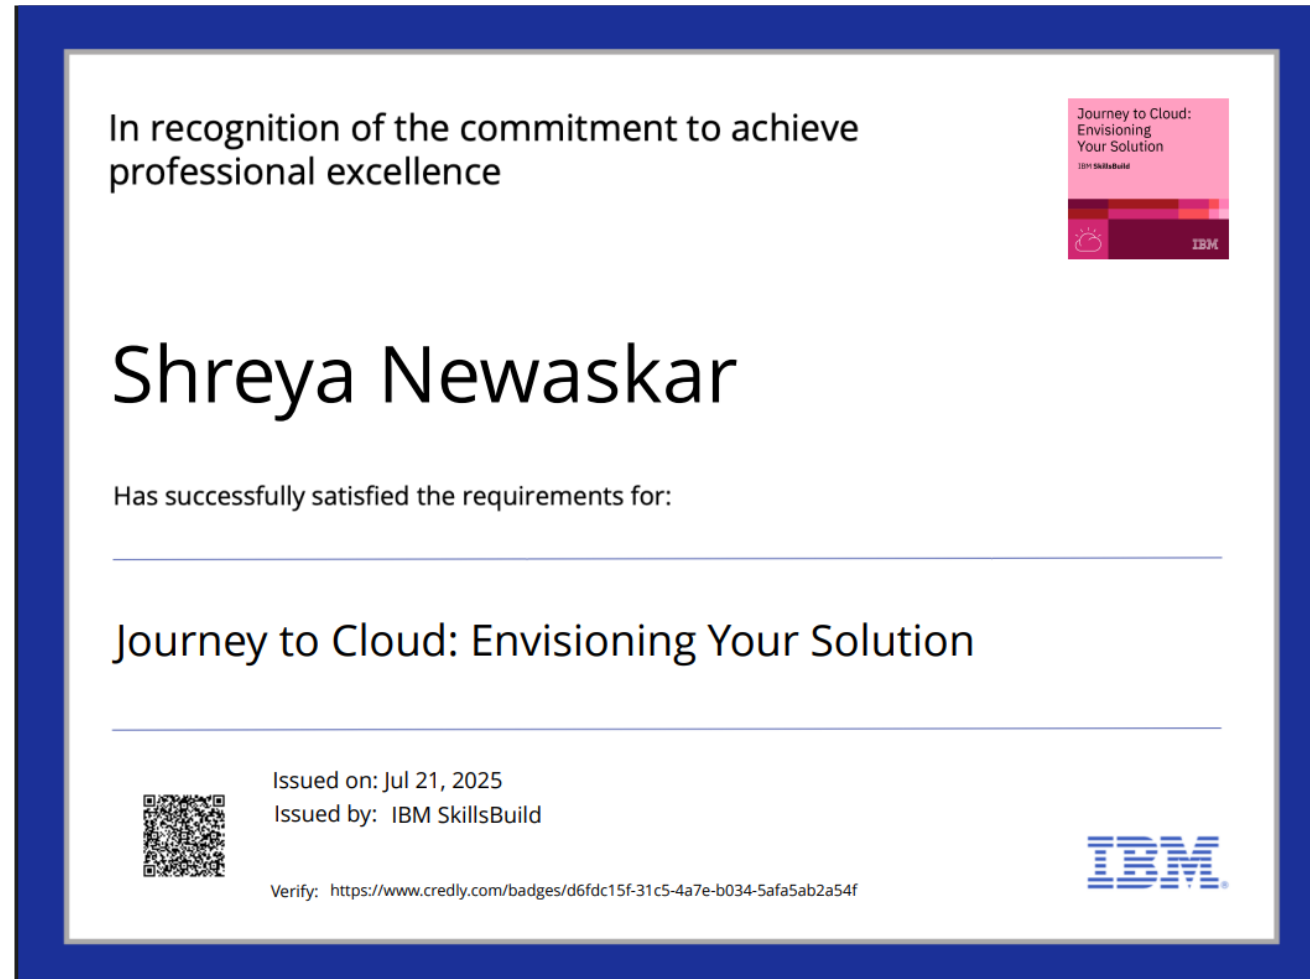 In recognition of the commitment to achieve
professional excellence
Journey to Cloud:
Envisioning
Your Solution
IBM SkillsBuild
IBM
Shreya Newaskar
Has successfully satisfied the requirements for:
Journey to Cloud: Envisioning Your Solution
Issued on: Jul 21, 2025
Issued by: IBM SkillsBuild
IBM®
Verify: https://www.credly.com/badges/d6fdc15f-31c5-4a7e-b034-5afa5ab2a54f